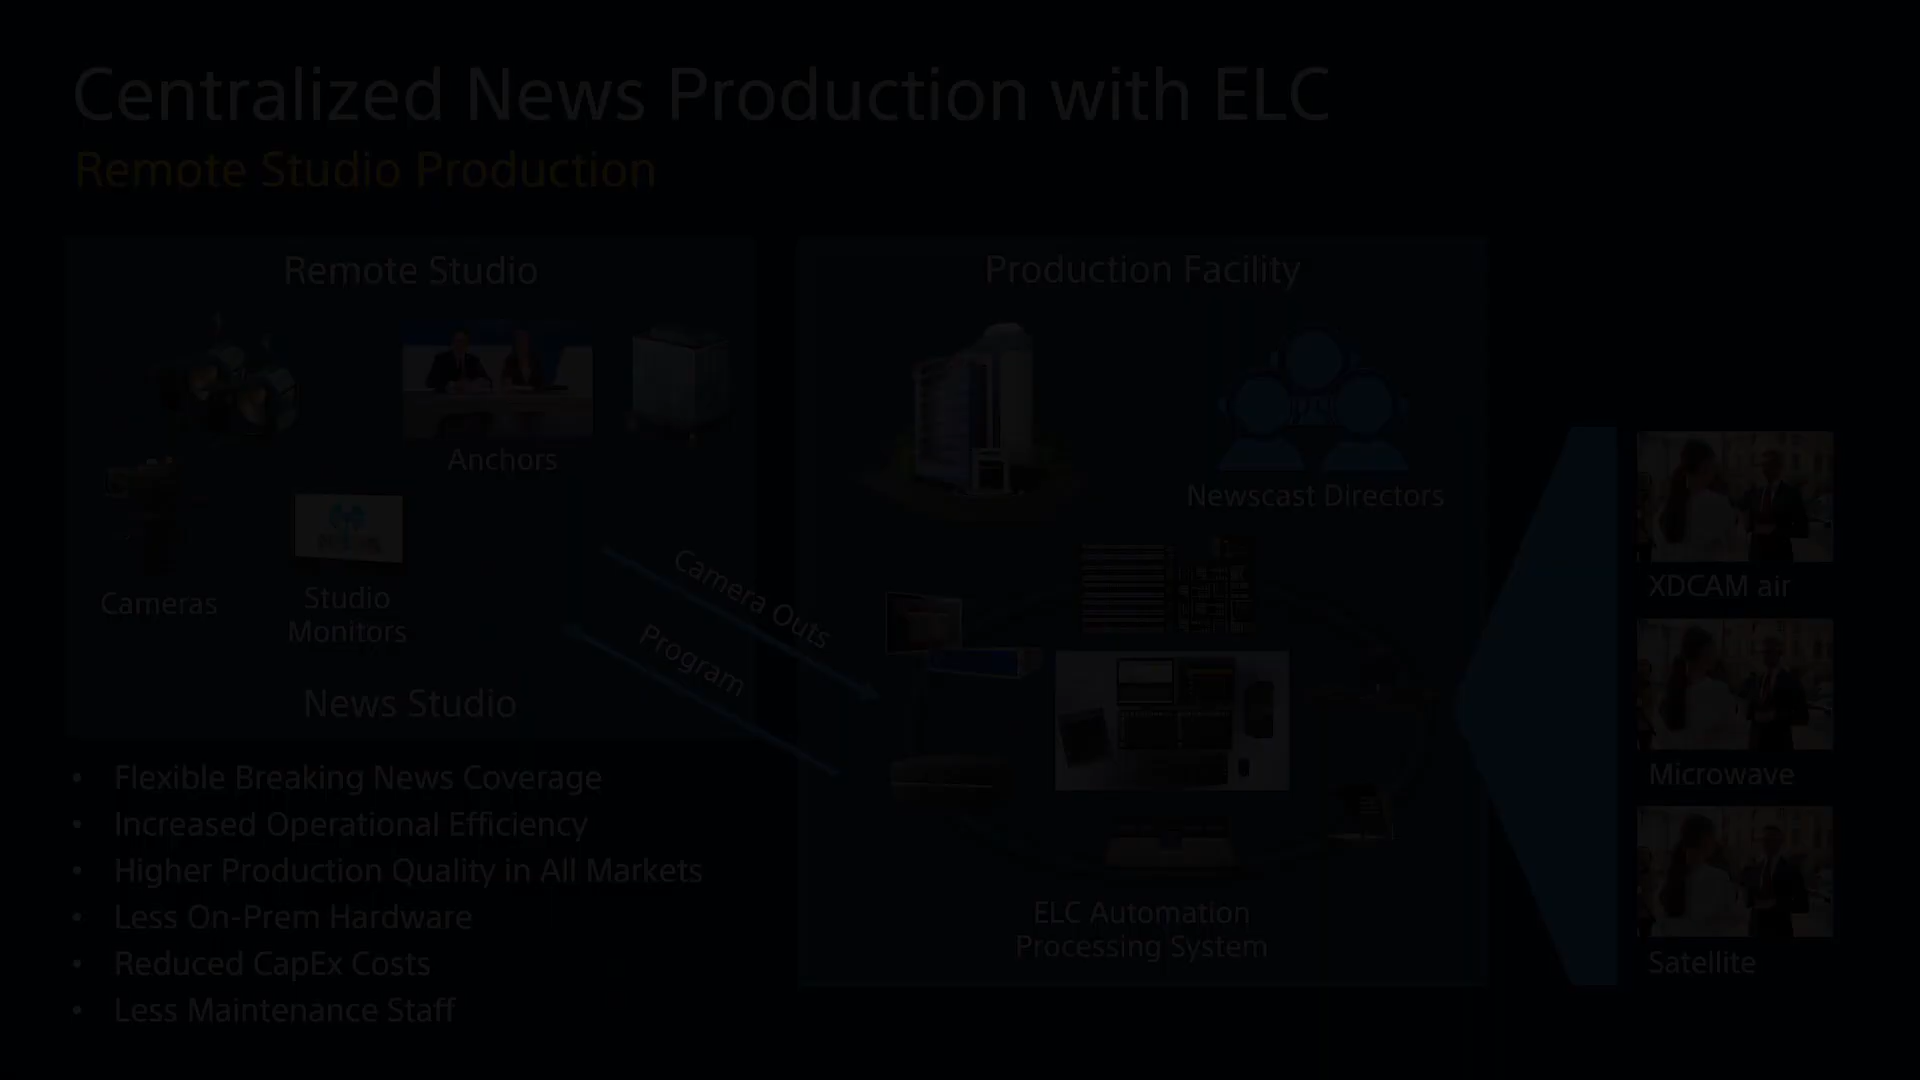 Centralized News Production with ELC
Remote Studio Production
Remote Studio
Anchors
Cameras
Studio
Monitors
News Studio
Camera Outs
Program
Production Facility
Newscast Directors
ELC Automation
Processing System
XDCAM air
Microwave
Satellite
• Flexible Breaking News Coverage
• Increased Operational Efficiency
• Higher Production Quality in All Markets
• Less On-Prem Hardware
• Reduced CapEx Costs
• Less Maintenance Staff